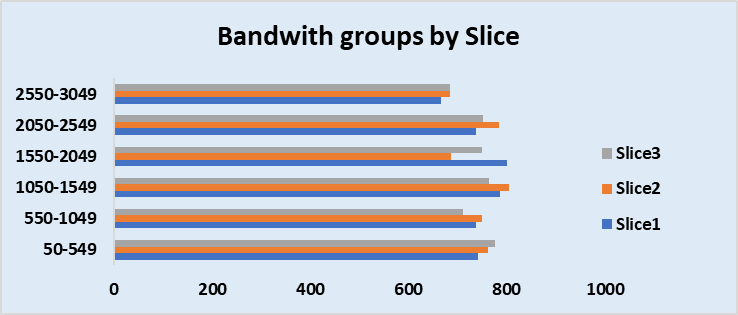 Bandwith groups by Slice
2550-3049
2050-2549
1550-2049
1050-1549
550-1049
50-549
Slice3
Slice2
Slice1
0 200 400 600 800 1000